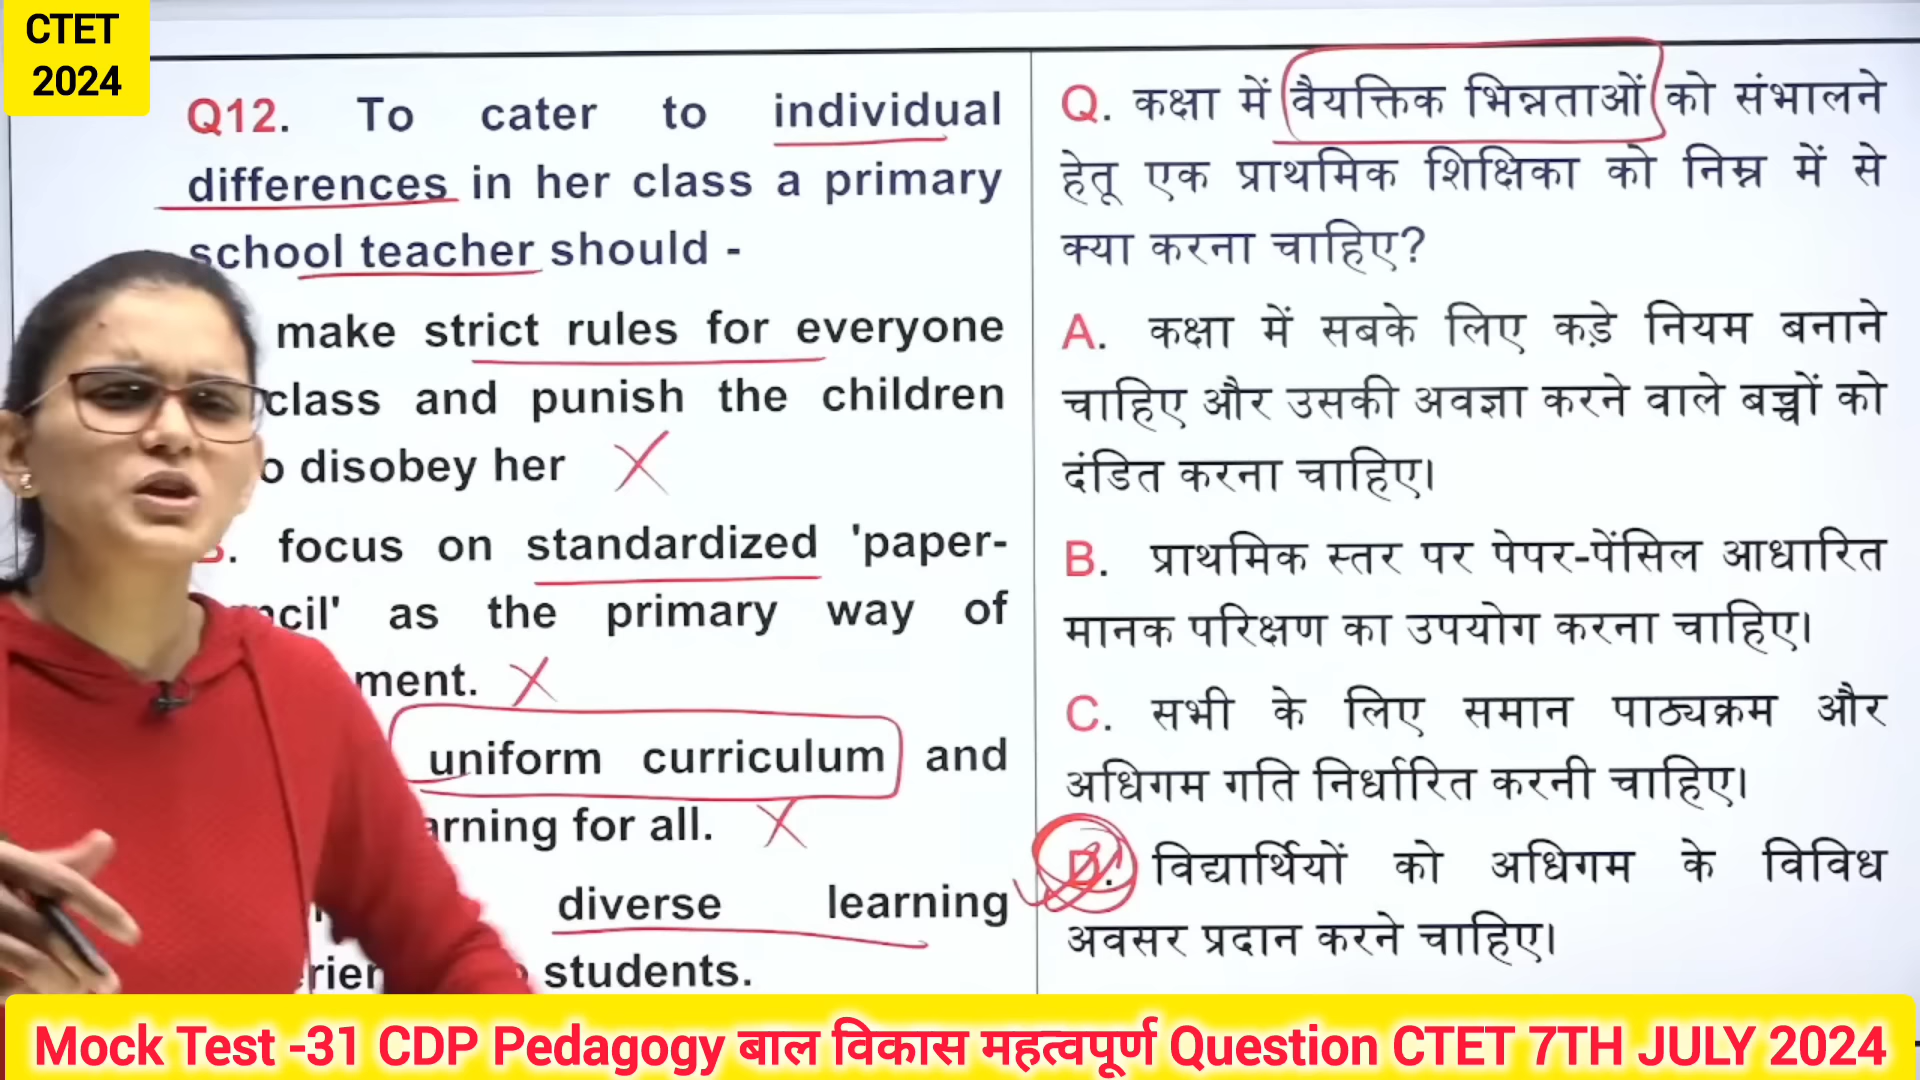 CTET
2024
Q12. To cater to individual
differences in her class a primary
school teacher should -
make strict rules for everyone
class and punish the children
disobey her
B. focus on standardized 'paper-
as the primary way of
uniform curriculum and
for all.
diverse learning
students.
Q. कक्षा में वैयक्तिक भिन्नताओं को संभालने
हेतू एक प्राथमिक शिक्षिका को निम्न में से
क्या करना चाहिए?
A. कक्षा में सबके लिए कड़े नियम बनाने
चाहिए और उसकी अवज्ञा करने वाले बच्चों को
दंडित करना चाहिए।
B. प्राथमिक स्तर पर पेपर-पेंसिल आधारित
मानक परिक्षण का उपयोग करना चाहिए।
C. सभी के लिए समान पाठ्यक्रम और
अधिगम गति निर्धारित करनी चाहिए।
D. विद्यार्थियों को अधिगम के विविध
अवसर प्रदान करने चाहिए।
Mock Test -31 CDP Pedagogy बाल विकास महत्वपूर्ण Question CTET 7TH JULY 2024